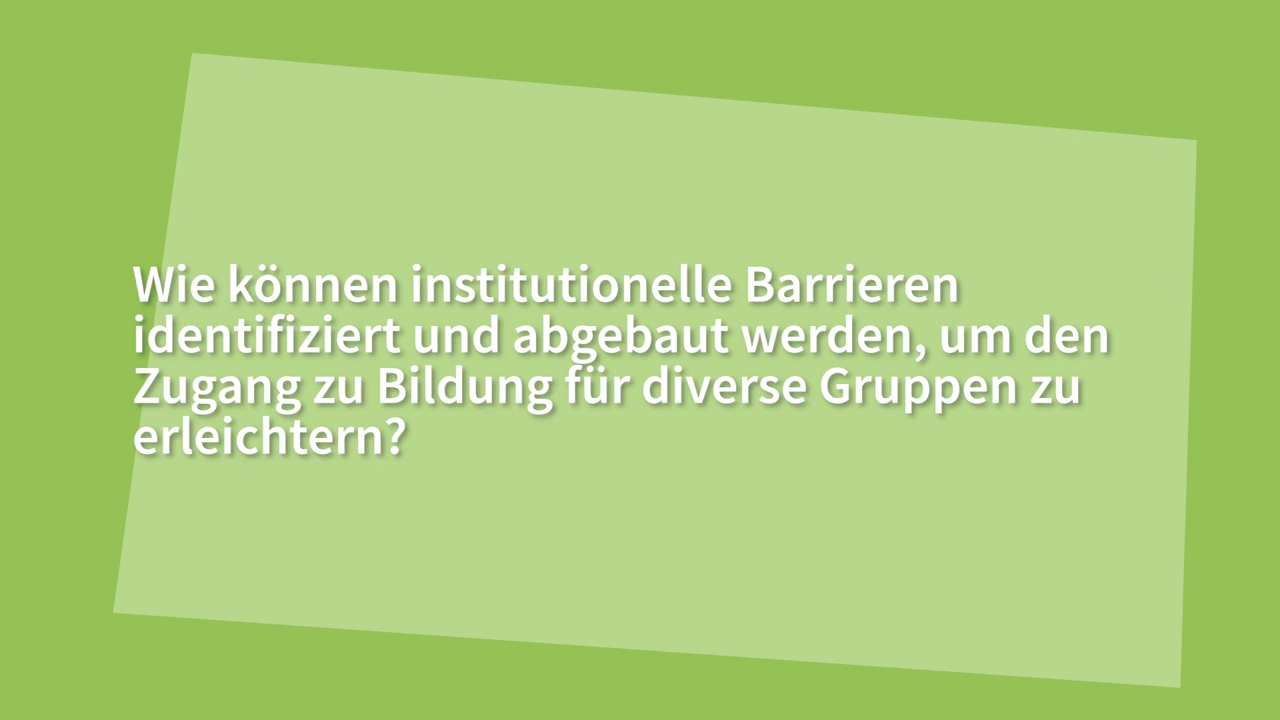 Wie können institutionelle Barrieren
identifiziert und abgebaut werden, um den
Zugang zu Bildung für diverse Gruppen zu
erleichtern?